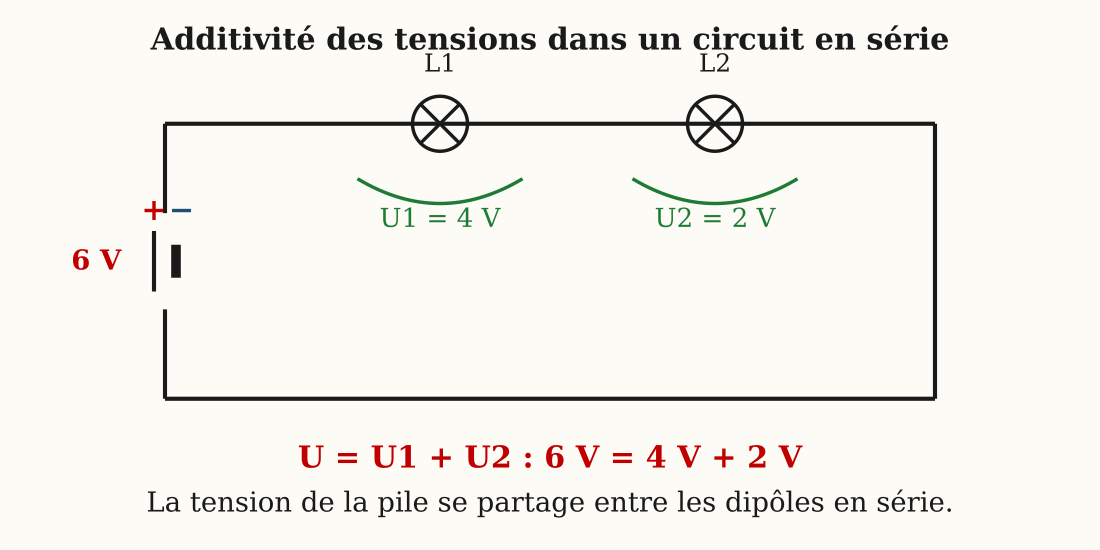 Additivité des tensions dans un circuit en série
L1 L2
+ −
U1 = 4 V U2 = 2 V
6 V
U = U1 + U2 : 6 V = 4 V + 2 V
La tension de la pile se partage entre les dipôles en série.